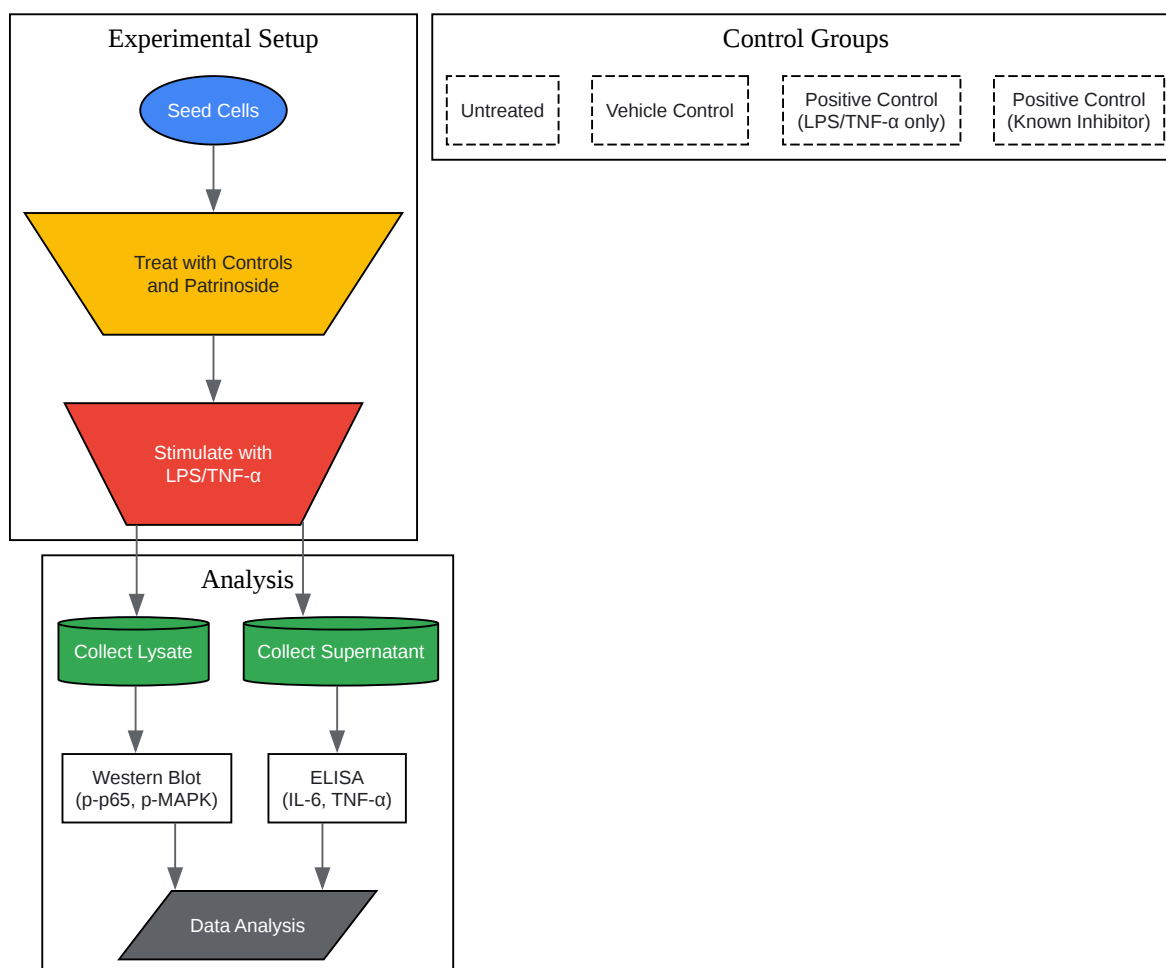 Experimental Setup
Seed Cells
Treat with Controls
and Patrinoside
Stimulate with
LPS/TNF-α
Control Groups
Untreated
Vehicle Control
Positive Control
(LPS/TNF-α only)
Positive Control
(Known Inhibitor)
Analysis
Collect Lysate
Collect Supernatant
Western Blot
(p-p65, p-MAPK)
ELISA
(IL-6, TNF-α)
Data Analysis